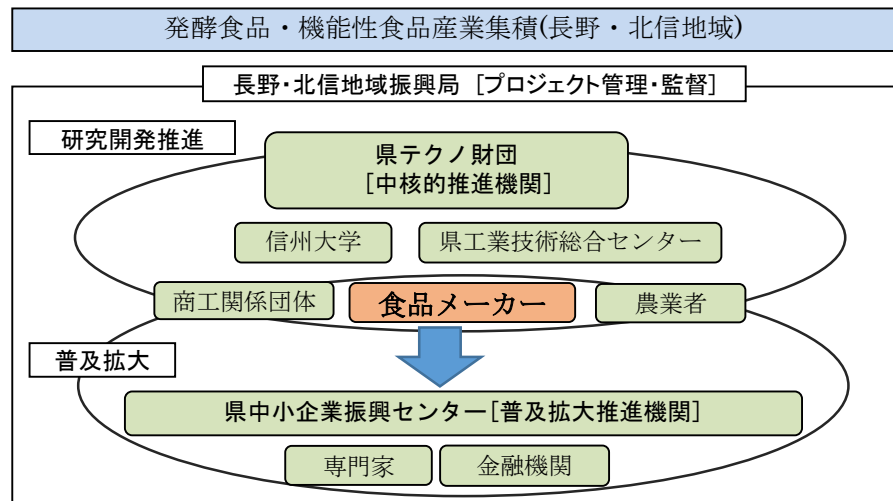 発酵食品・機能性食品産業集積(長野・北信地域)
長野・北信地域振興局 [プロジェクト管理・監督]
研究開発推進
県テクノ財団
[中核的推進機関]
信州大学
県工業技術総合センター
商工関係団体
食品メーカー
農業者
普及拡大
県中小企業振興センター[普及拡大推進機関]
専門家
金融機関